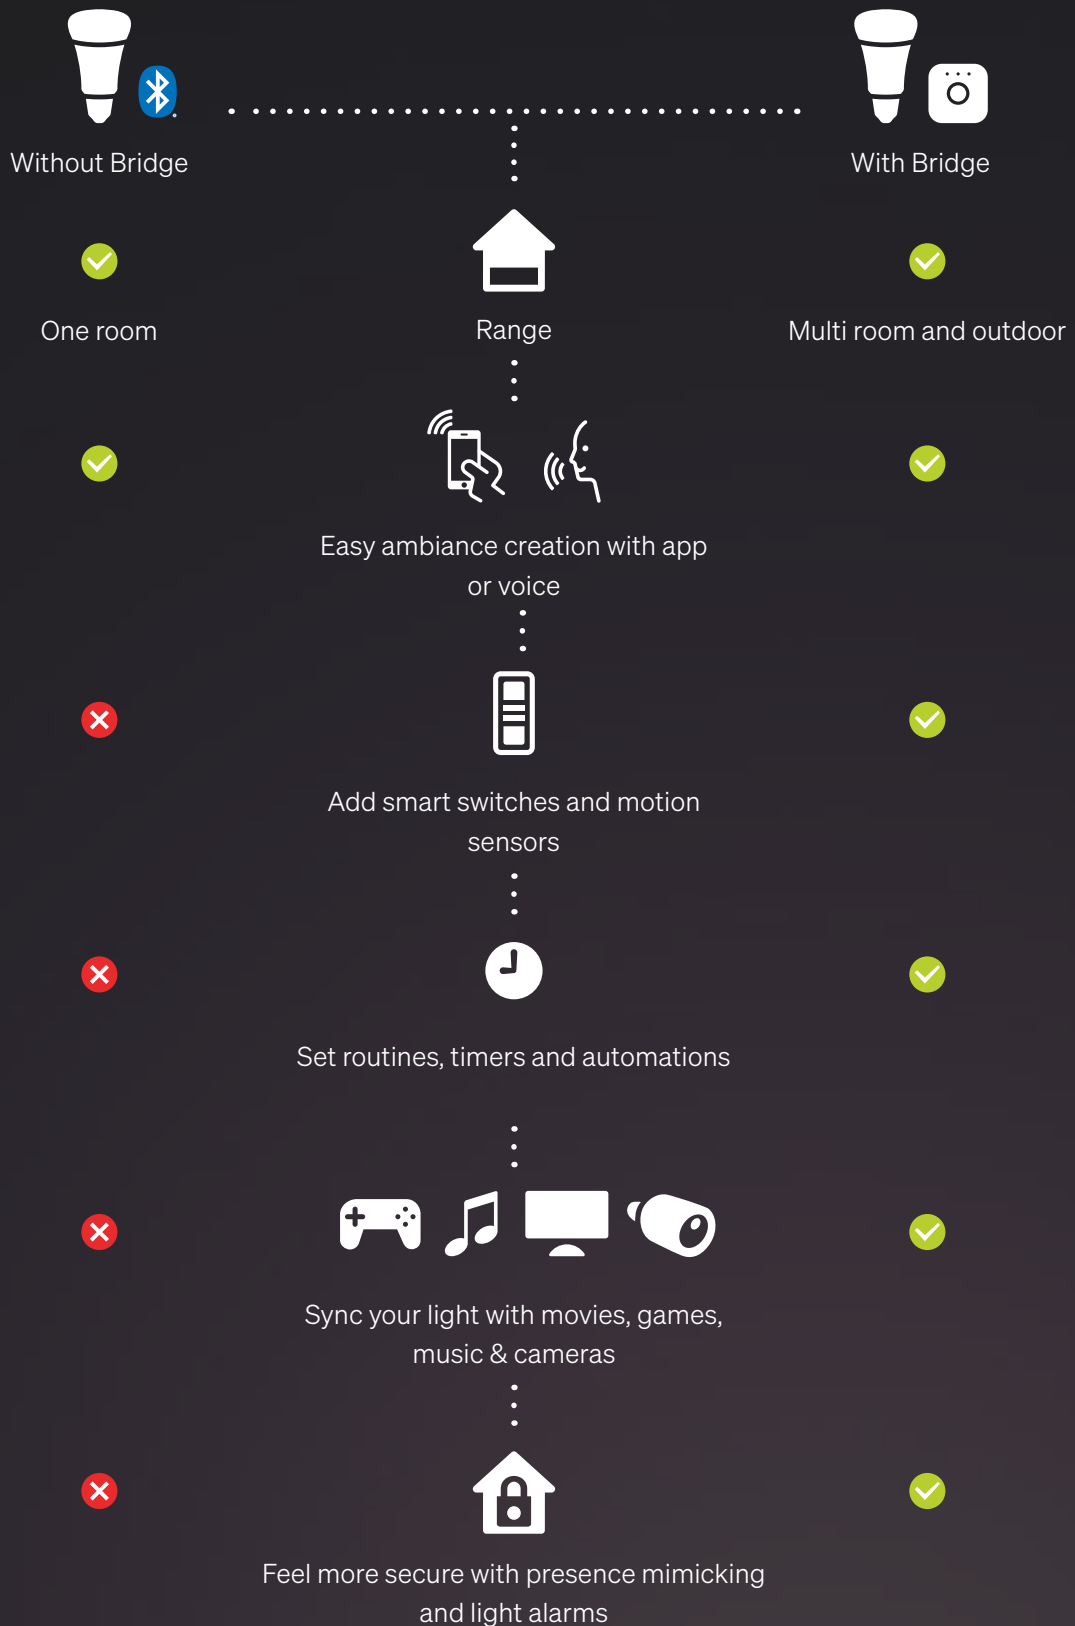 Without Bridge
With Bridge
One room
Range
Multi room and outdoor
Easy ambiance creation with app
or voice
Add smart switches and motion
sensors
Set routines, timers and automations
Sync your light with movies, games,
music & cameras
Feel more secure with presence mimicking
and light alarms